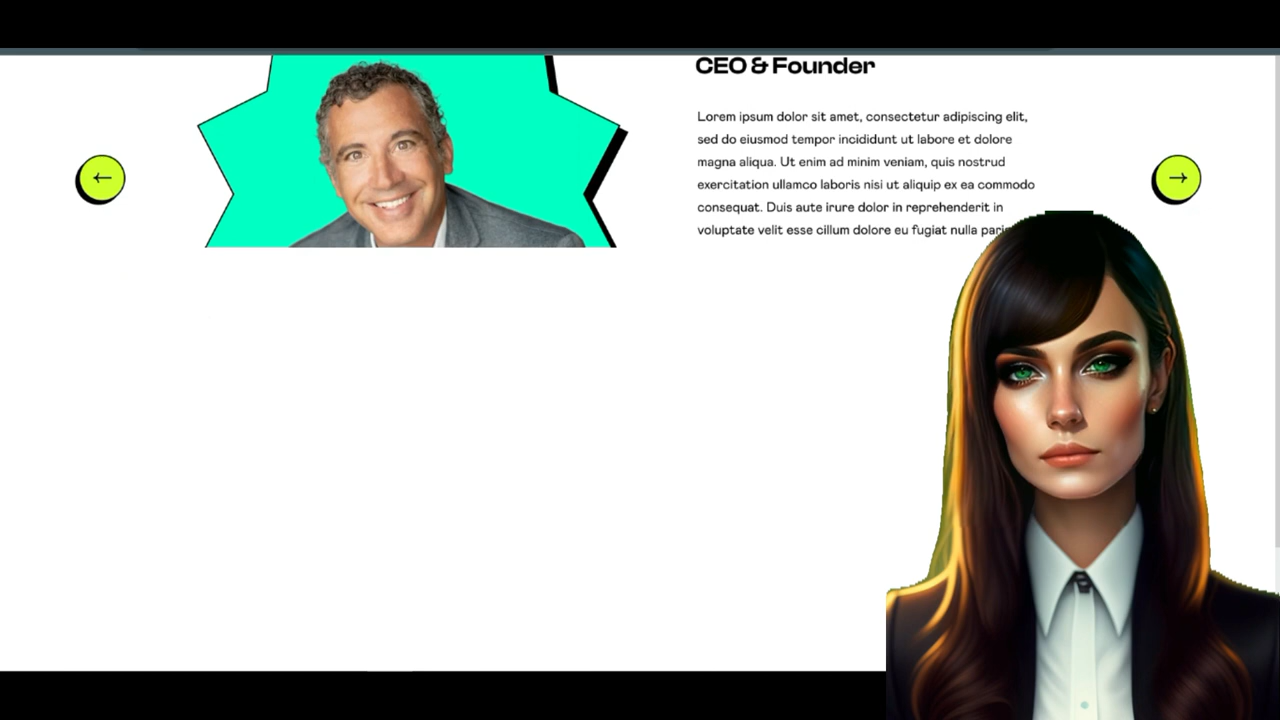 CEO & Founder
Lorem ipsum dolor sit amet, consectetur adipiscing elit,
sed do eiusmod tempor incididunt ut labore et dolore
magna aliqua. Ut enim ad minim veniam, quis nostrud
exercitation ullamco laboris nisi ut aliquip ex ea commodo
consequat. Duis aute irure dolor in reprehenderit in
voluptate velit esse cillum dolore eu fugiat nulla